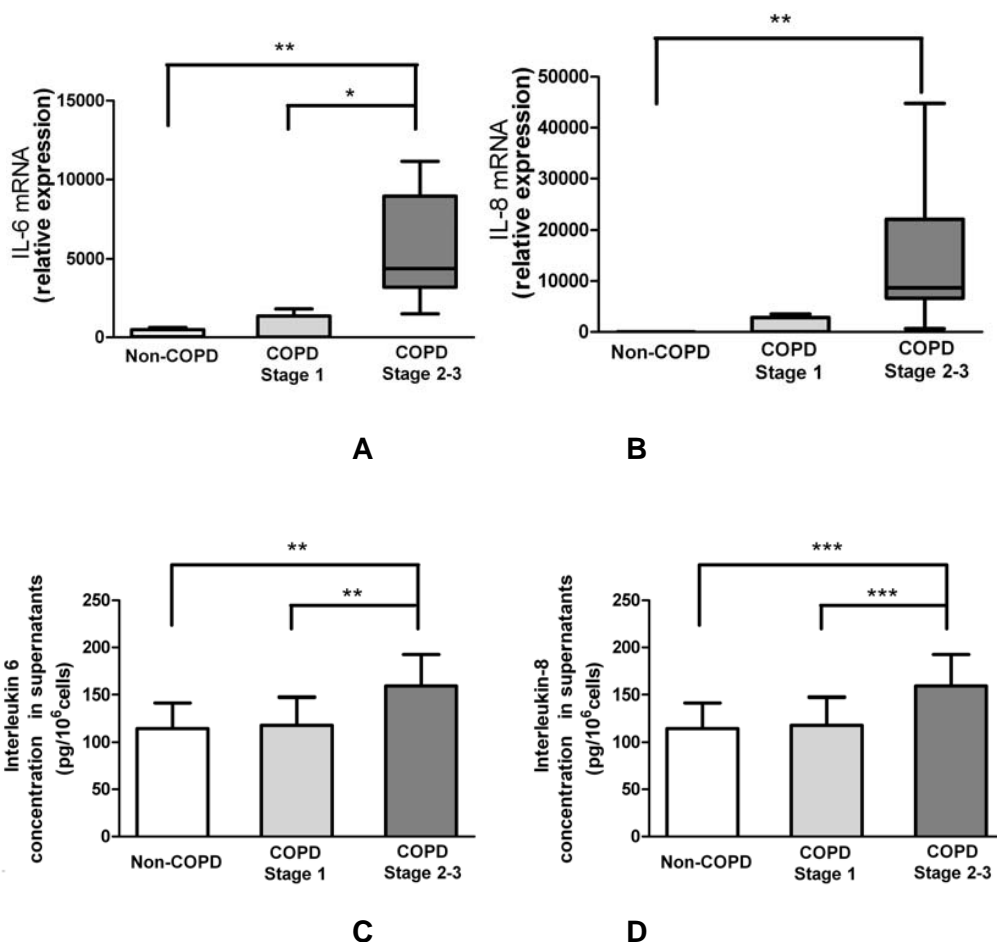 **
*
15000
10000
5000
0
IL-6 mRNA
(relative expression)
Non-COPD
COPD
Stage 1
COPD
Stage 2-3
A
**
50000
40000
30000
20000
10000
0
IL-8 mRNA
(relative expression)
Non-COPD
COPD
Stage 1
COPD
Stage 2-3
B
**
**
250
200
150
100
50
0
Interleukin 6
concentration in supernatants
(pg/10⁶cells)
Non-COPD
COPD
Stage 1
COPD
Stage 2-3
C
***
***
250
200
150
100
50
0
Interleukin-8
concentration in supernatants
(pg/10⁶cells)
Non-COPD
COPD
Stage 1
COPD
Stage 2-3
D